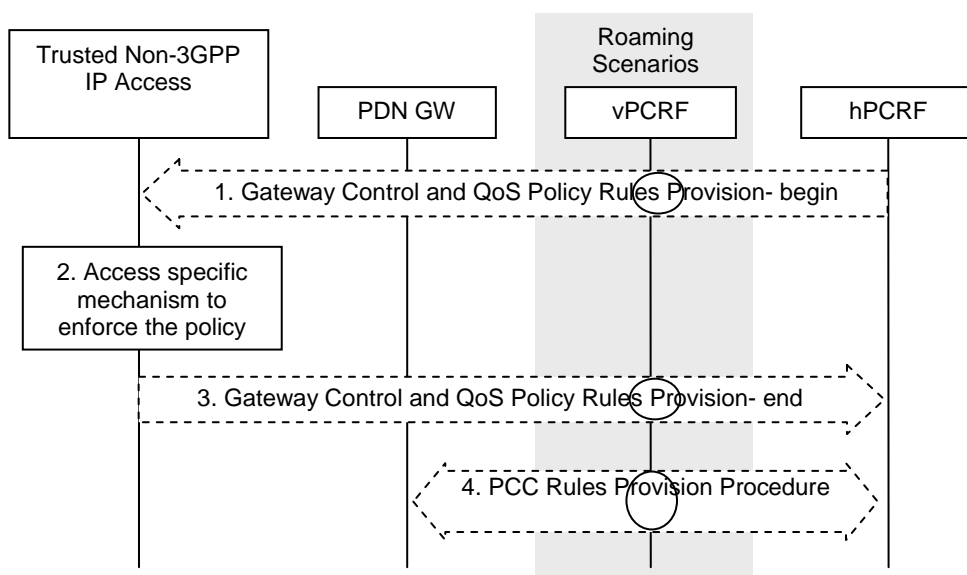 Trusted Non-3GPP
IP Access
PDN GW
Roaming
Scenarios
vPCRF
hPCRF
1. Gateway Control and QoS Policy Rules Provision- begin
2. Access specific
mechanism to
enforce the policy
3. Gateway Control and QoS Policy Rules Provision- end
4. PCC Rules Provision Procedure